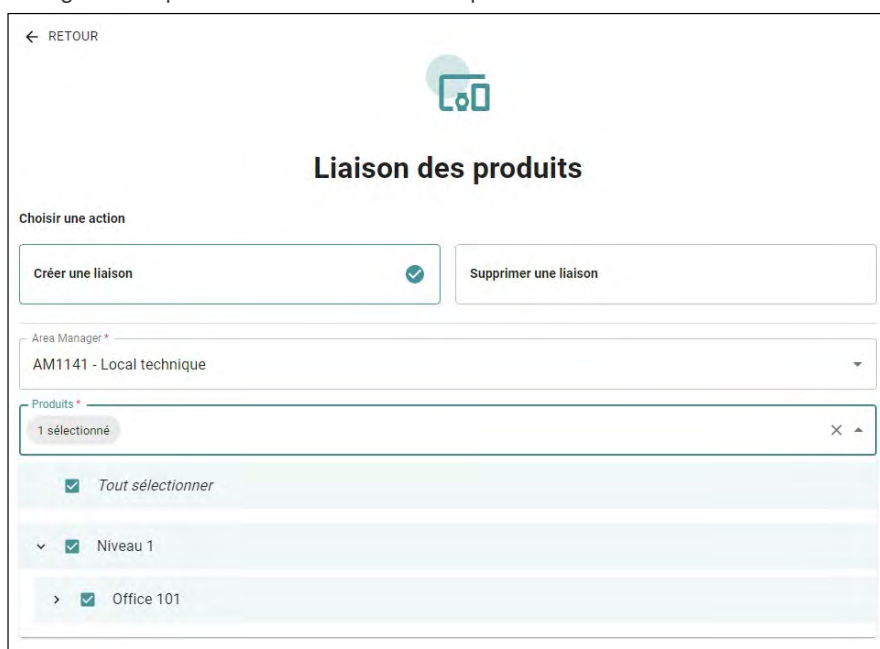 ← RETOUR
Liaison des produits
Choisir une action
Créer une liaison
Supprimer une liaison
Area Manager *
AM1141 - Local technique
Produits *
1 sélectionné
Tout sélectionner
Niveau 1
Office 101